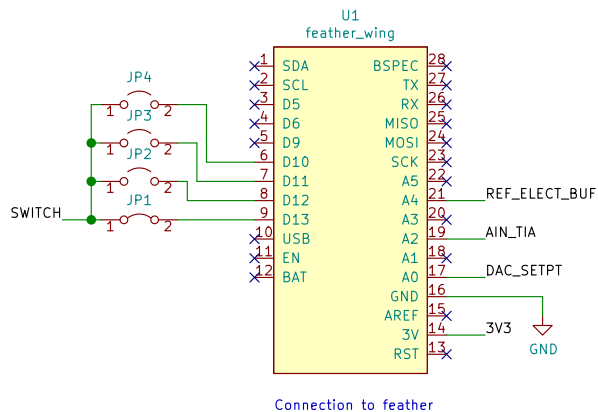 U1
feather_wing
JP4
1 2
JP3
1 2
JP2
1 2
JP1
1 2
SWITCH
1 SDA BSPEC 28
2 SCL TX 27
3 D5 RX 26
4 D6 MISO 25
5 D9 MOSI 24
6 D10 SCK 23
7 D11 A5 22
8 D12 A4 21 REF_ELECT_BUF
9 D13 A3 20
10 USB A2 19 AIN_TIA
11 EN A1 18
12 BAT A0 17 DAC_SETPT
GND 16
AREF 15
3V 14 3V3
RST 13
GND
Connection to feather